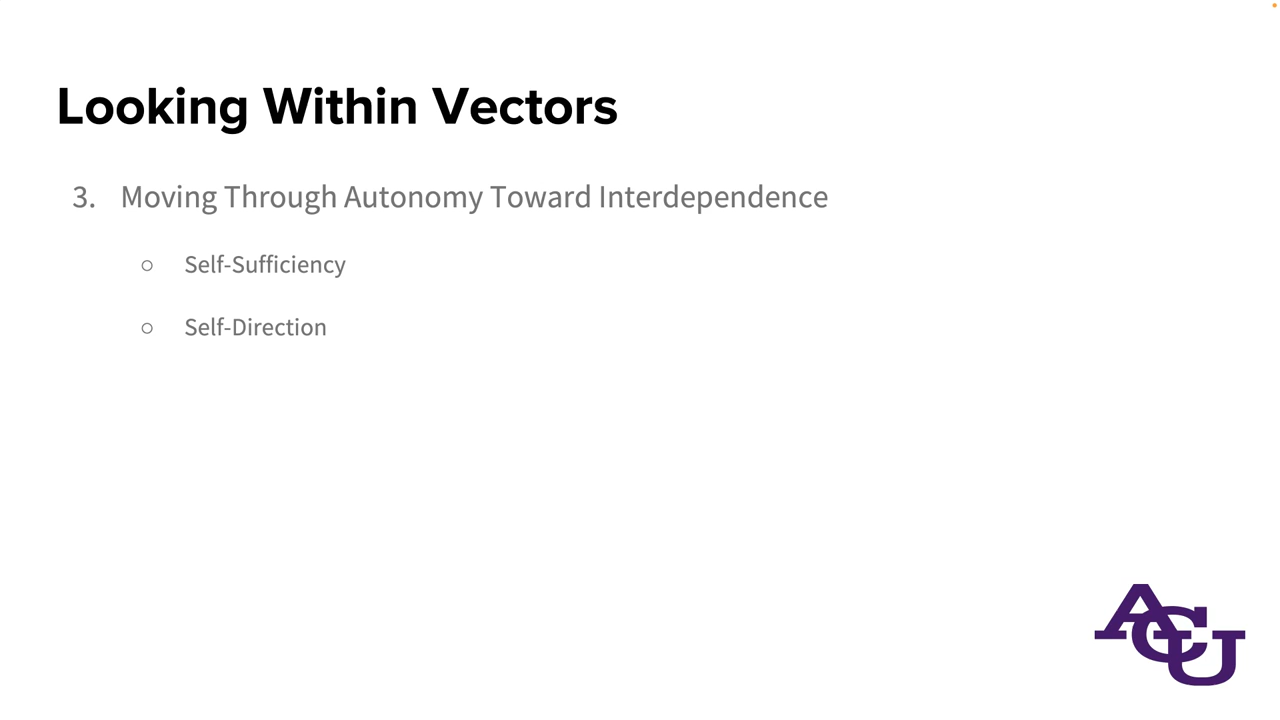 Looking Within Vectors
3. Moving Through Autonomy Toward Interdependence
○ Self-Sufficiency
○ Self-Direction
ACU